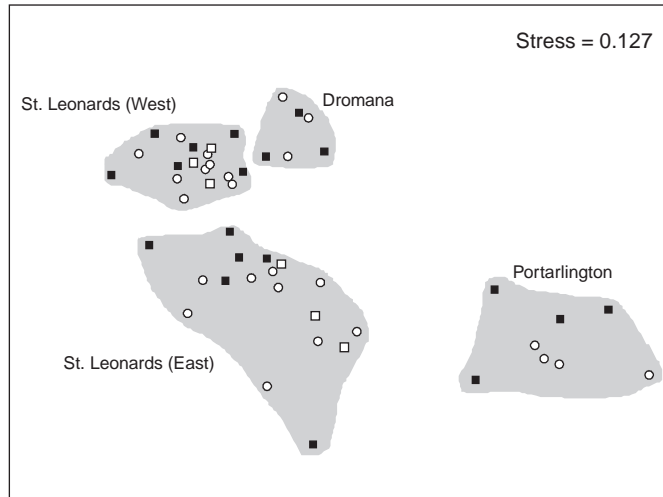 Stress = 0.127
St. Leonards (West)
Dromana
Portarlington
St. Leonards (East)